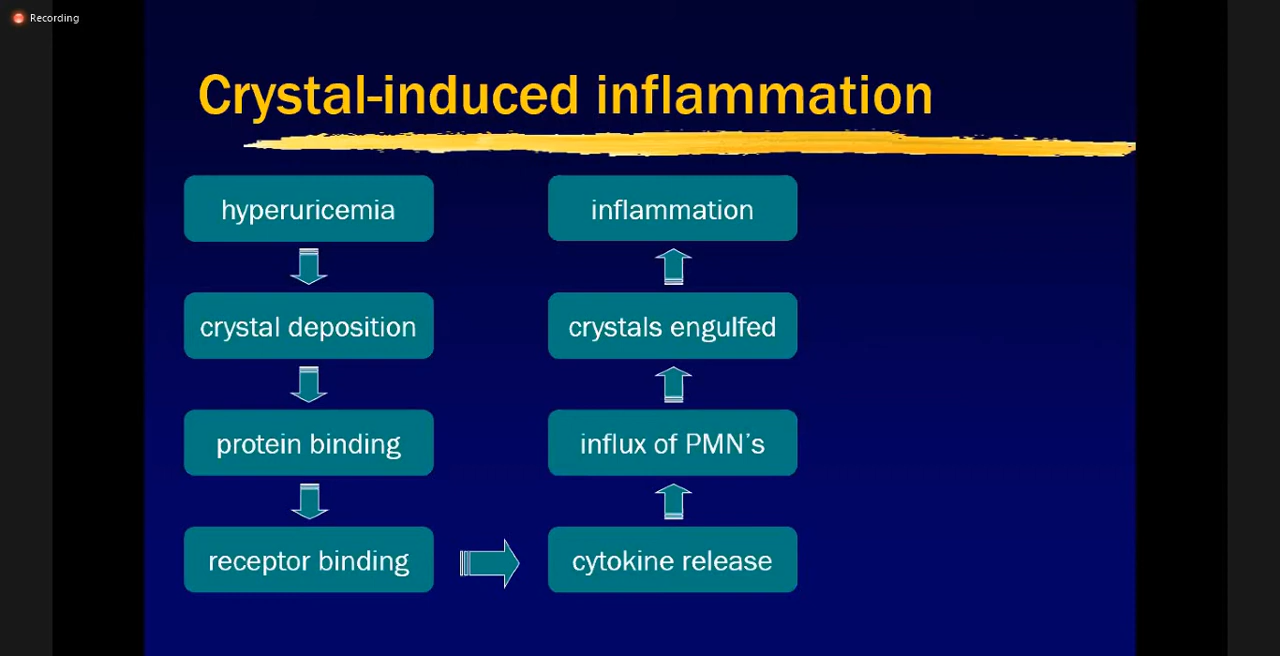 Recording
Crystal-induced inflammation
hyperuricemia
crystal deposition
protein binding
receptor binding
cytokine release
influx of PMN's
crystals engulfed
inflammation